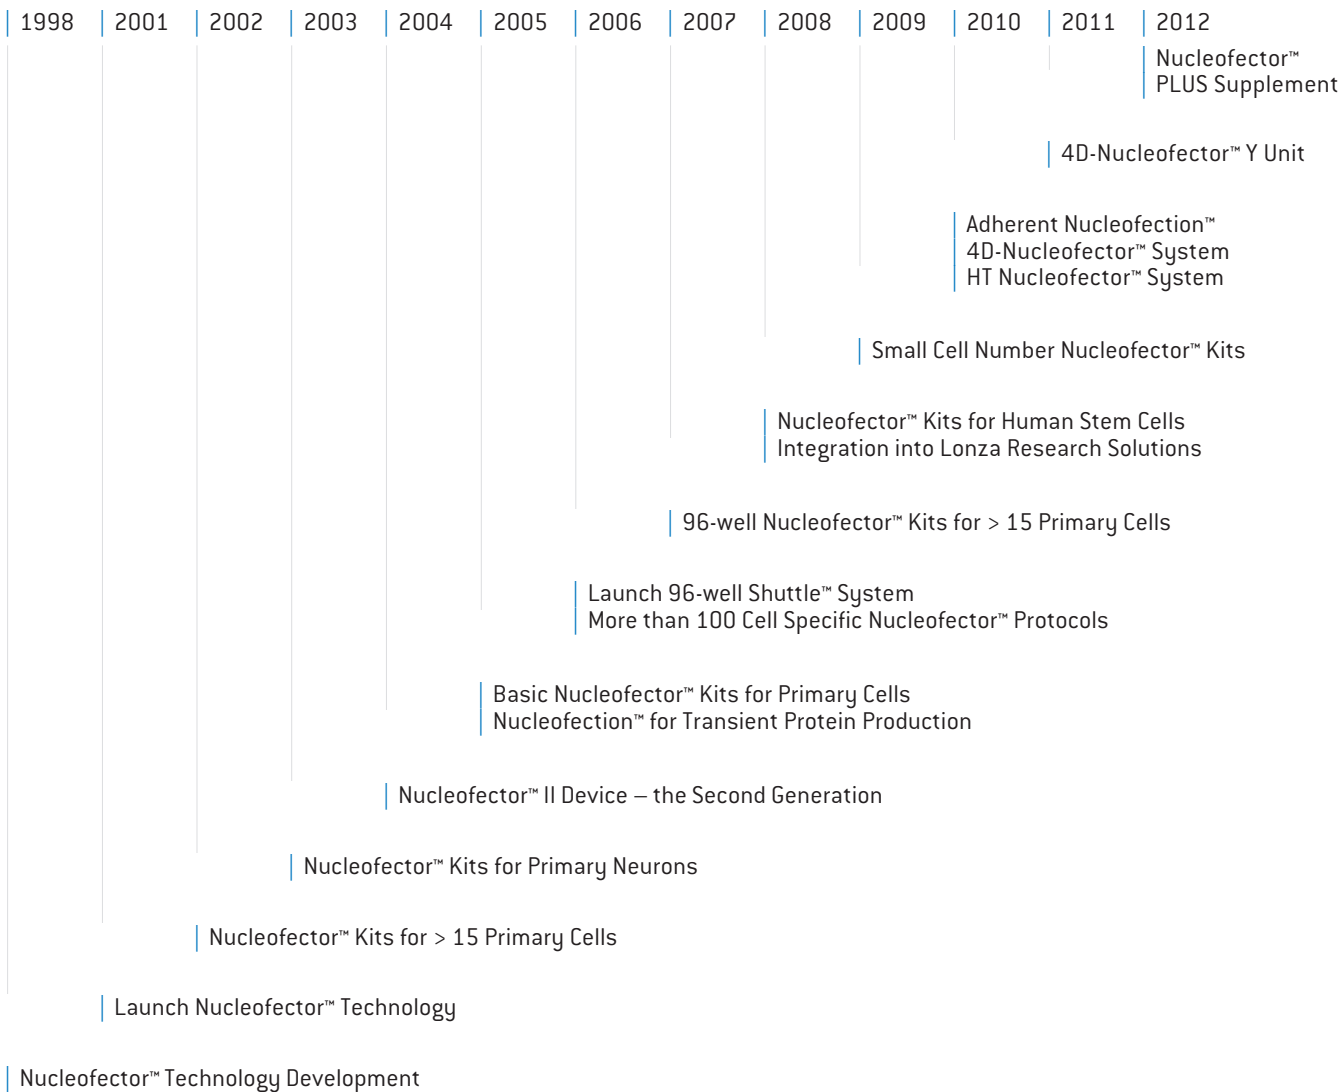 1998 2001 2002 2003 2004 2005 2006 2007 2008 2009 2010 2011 2012
Nucleofector™
PLUS Supplement
4D-Nucleofector™ Y Unit
Adherent Nucleofection™
4D-Nucleofector™ System
HT Nucleofector™ System
Small Cell Number Nucleofector™ Kits
Nucleofector™ Kits for Human Stem Cells
Integration into Lonza Research Solutions
96-well Nucleofector™ Kits for > 15 Primary Cells
Launch 96-well Shuttle™ System
More than 100 Cell Specific Nucleofector™ Protocols
Basic Nucleofector™ Kits for Primary Cells
Nucleofection™ for Transient Protein Production
Nucleofector™ II Device – the Second Generation
Nucleofector™ Kits for Primary Neurons
Nucleofector™ Kits for > 15 Primary Cells
Launch Nucleofector™ Technology
Nucleofector™ Technology Development